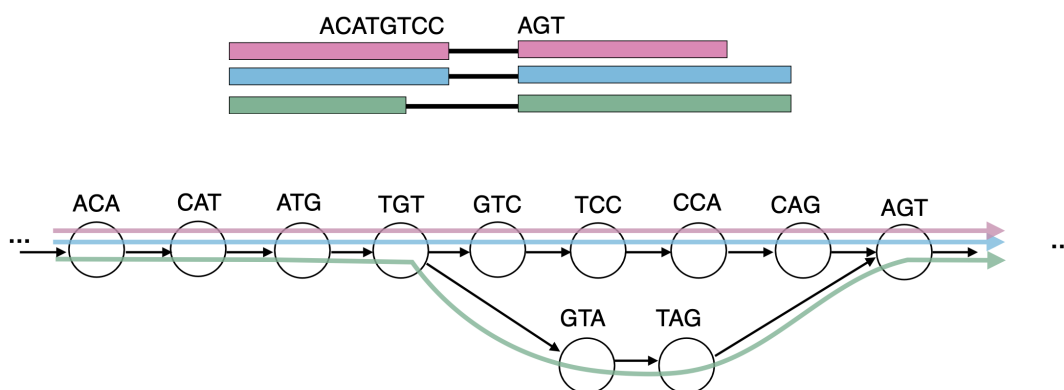 ACATGTCC AGT
ACA CAT ATG TGT GTC TCC CCA CAG AGT
... ..
GTA TAG